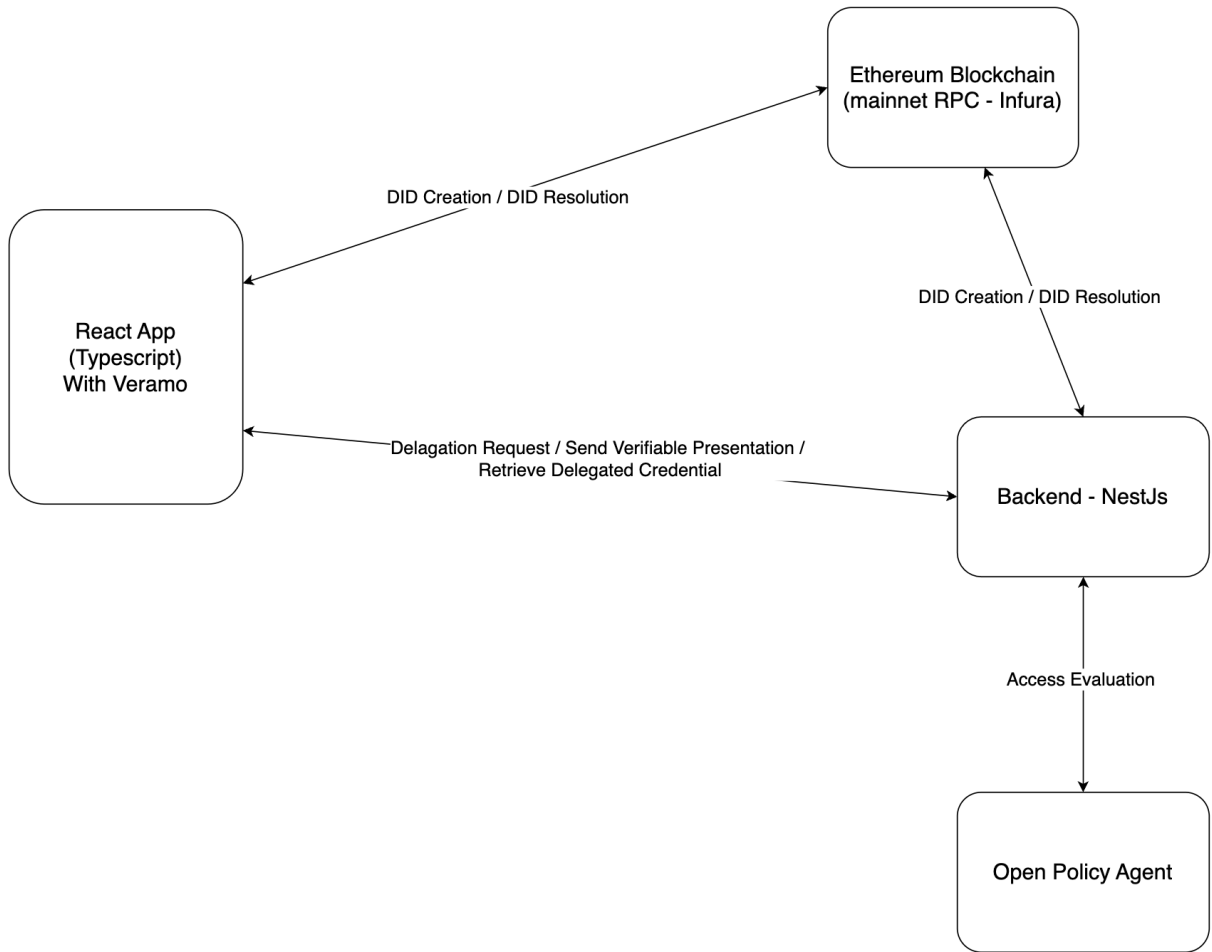 Ethereum Blockchain
(mainnet RPC - Infura)
DID Creation / DID Resolution
DID Creation / DID Resolution
React App
(Typescript)
With Veramo
Delagation Request / Send Verifiable Presentation /
Retrieve Delegated Credential
Backend - NestJs
Access Evaluation
Open Policy Agent